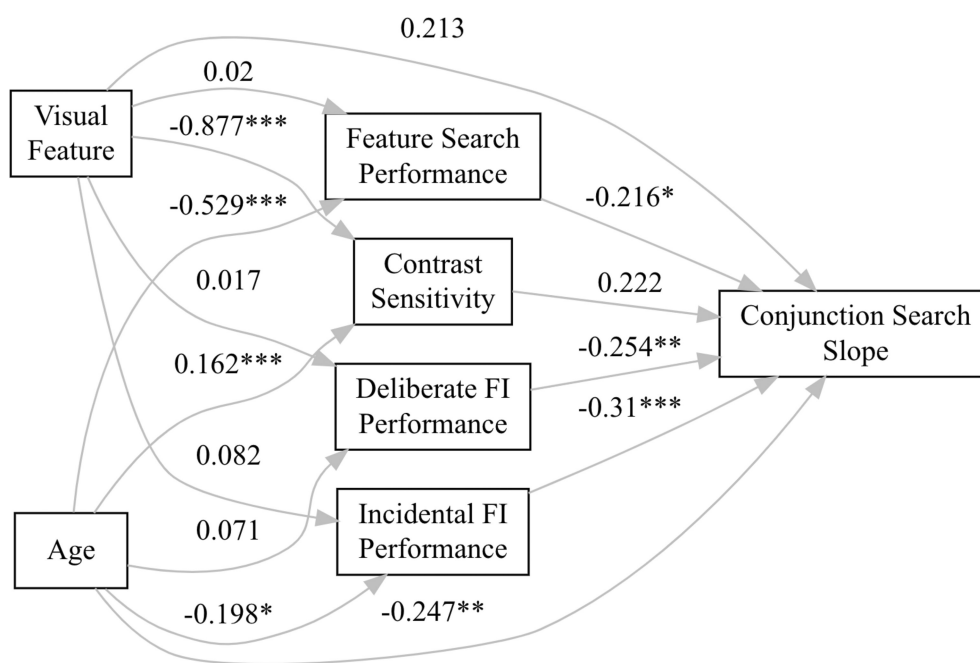 0.213
0.02
Visual
Feature
-0.877***
Feature Search
Performance
-0.529***
-0.216*
0.017
Contrast
Sensitivity
0.222
Conjunction Search
Slope
0.162***
-0.254**
Deliberate FI
Performance
-0.31***
0.082
Age
0.071
Incidental FI
Performance
-0.198*
-0.247**